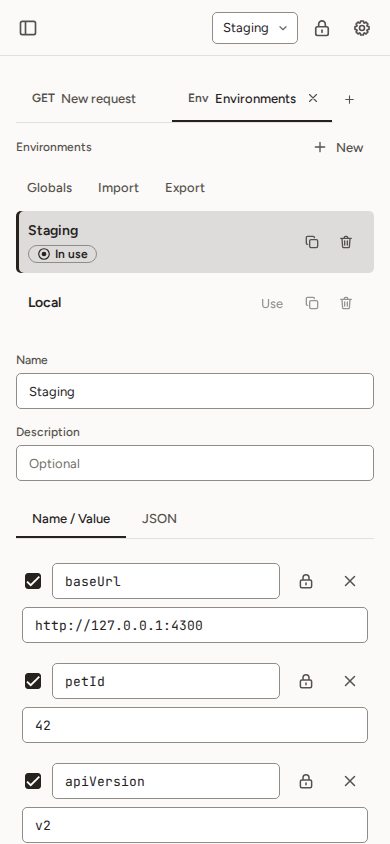 Staging
GET New request
Env Environments
Environments
New
Globals Import Export
Staging
In use
Local
Use
Name
Staging
Description
Optional
Name / Value JSON
baseUrl
http://127.0.0.1:4300
petId
42
apiVersion
v2